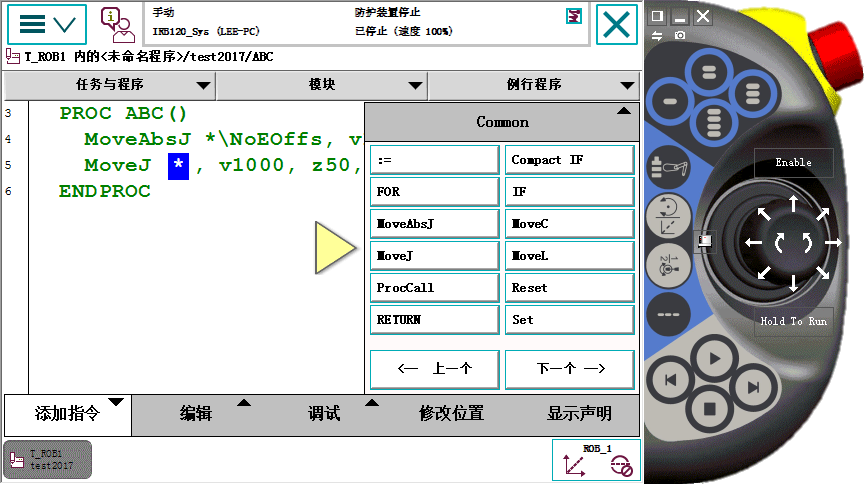 手动
防护装置停止
IRB120_Sys (LEE-PC)
已停止 (速度 100%)
T_ROB1 内的<未命名程序>/test2017/ABC
任务与程序
模块
例行程序
3 PROC ABC()
4 MoveAbsJ *\NoEOffs, v
5 MoveJ * , v1000, z50,
6 ENDPROC
Common
:=
Compact IF
FOR
IF
MoveAbsJ
MoveC
MoveJ
MoveL
ProcCall
Reset
RETURN
Set
<— 上一个
下一个 —>
添加指令
编辑
调试
修改位置
显示声明
T_ROB1
test2017
ROB_1
Enable
Hold To Run